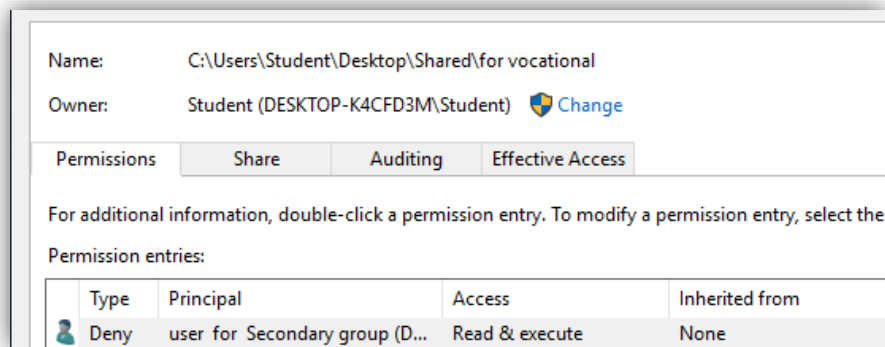 Name: C:\Users\Student\Desktop\Shared\for vocational
Owner: Student (DESKTOP-K4CFD3M\Student) Change
Permissions Share Auditing Effective Access
For additional information, double-click a permission entry. To modify a permission entry, select the
Permission entries:
Type Principal Access Inherited from
Deny user for Secondary group (D... Read & execute None